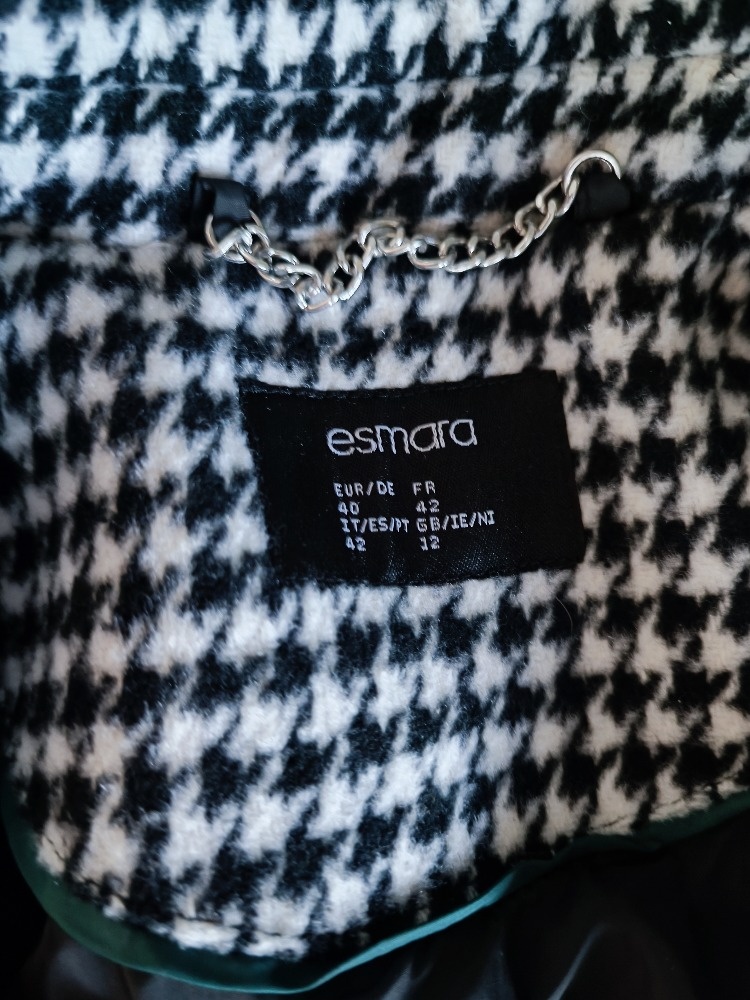 esmara
EUR/DE FR
40 42
IT/ES/PT GB/IE/NI
42 12